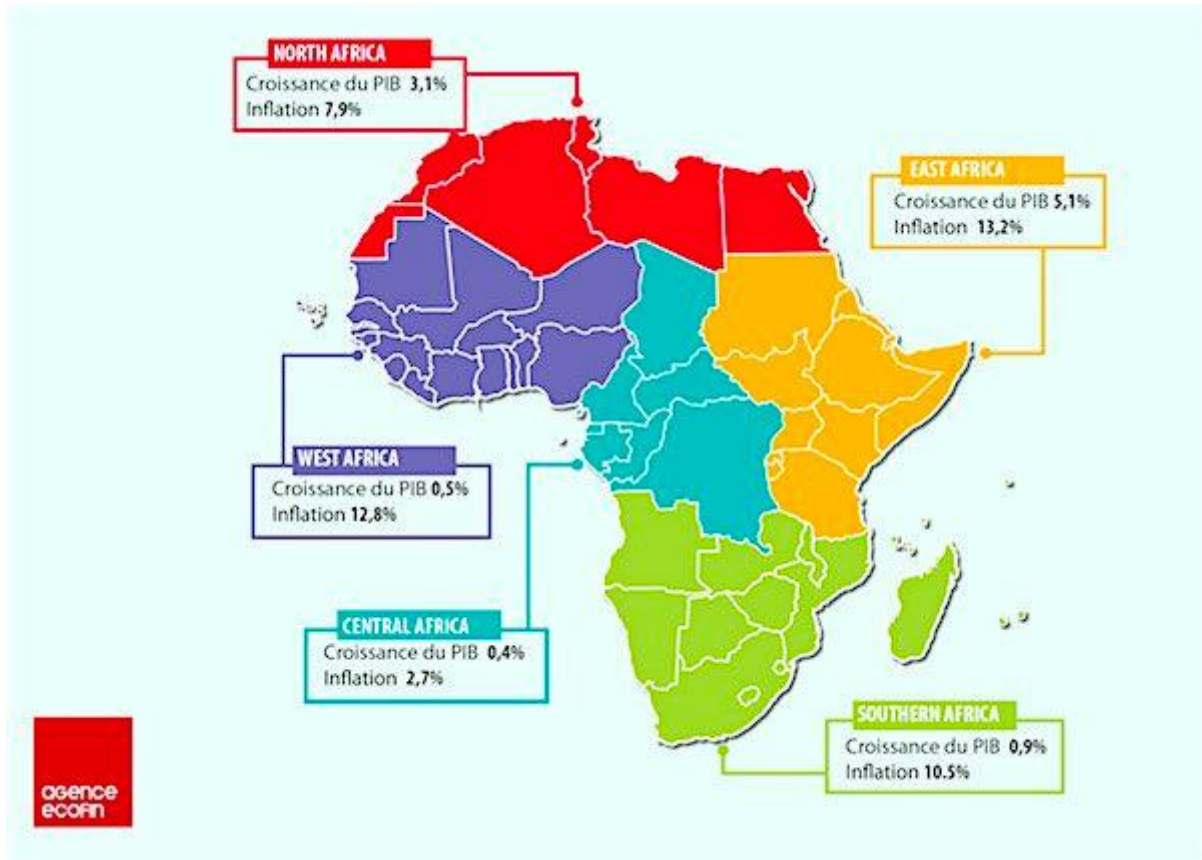 NORTH AFRICA
Croissance du PIB 3,1%
Inflation 7,9%
EAST AFRICA
Croissance du PIB 5,1%
Inflation 13,2%
WEST AFRICA
Croissance du PIB 0,5%
Inflation 12,8%
CENTRAL AFRICA
Croissance du PIB 0,4%
Inflation 2,7%
SOUTHERN AFRICA
Croissance du PIB 0,9%
Inflation 10.5%
agence
ecofin